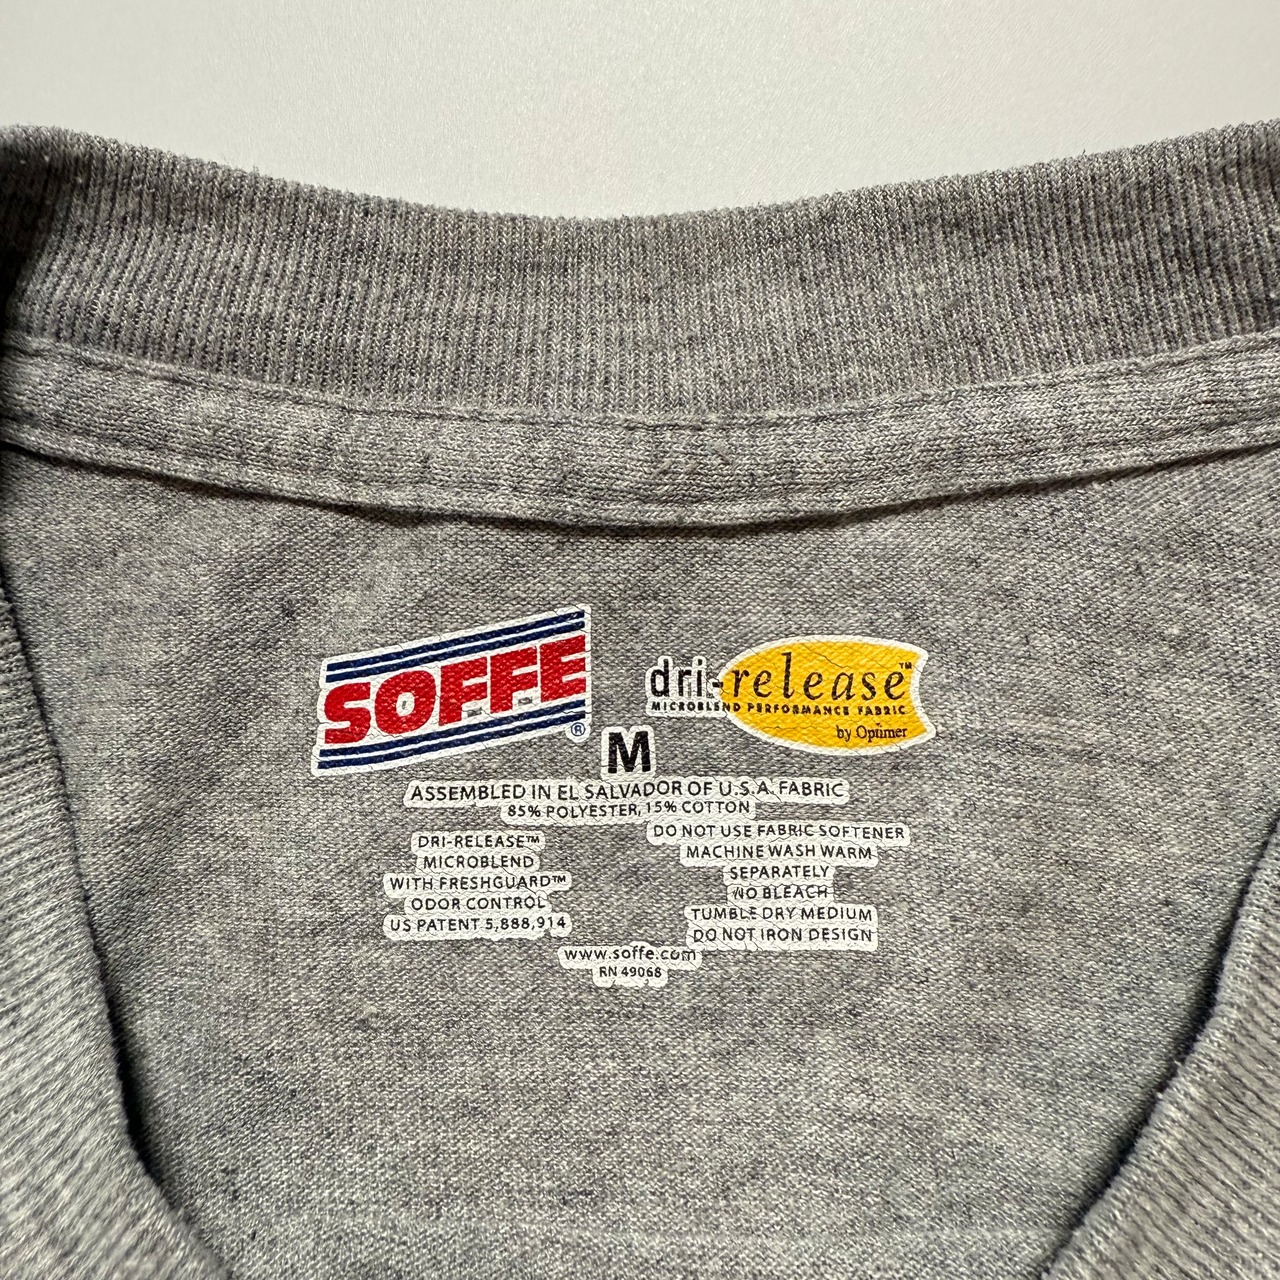 SOFFE®
dri-release™
MICROBLEND PERFORMANCE FABRIC
by Optimer
M
ASSEMBLED IN EL SALVADOR OF U.S.A. FABRIC
85% POLYESTER, 15% COTTON
DRI-RELEASE™
MICROBLEND
WITH FRESHGUARD™
ODOR CONTROL
US PATENT 5,888,914
DO NOT USE FABRIC SOFTENER
MACHINE WASH WARM
SEPARATELY
NO BLEACH
TUMBLE DRY MEDIUM
DO NOT IRON DESIGN
www.soffe.com
RN 49068